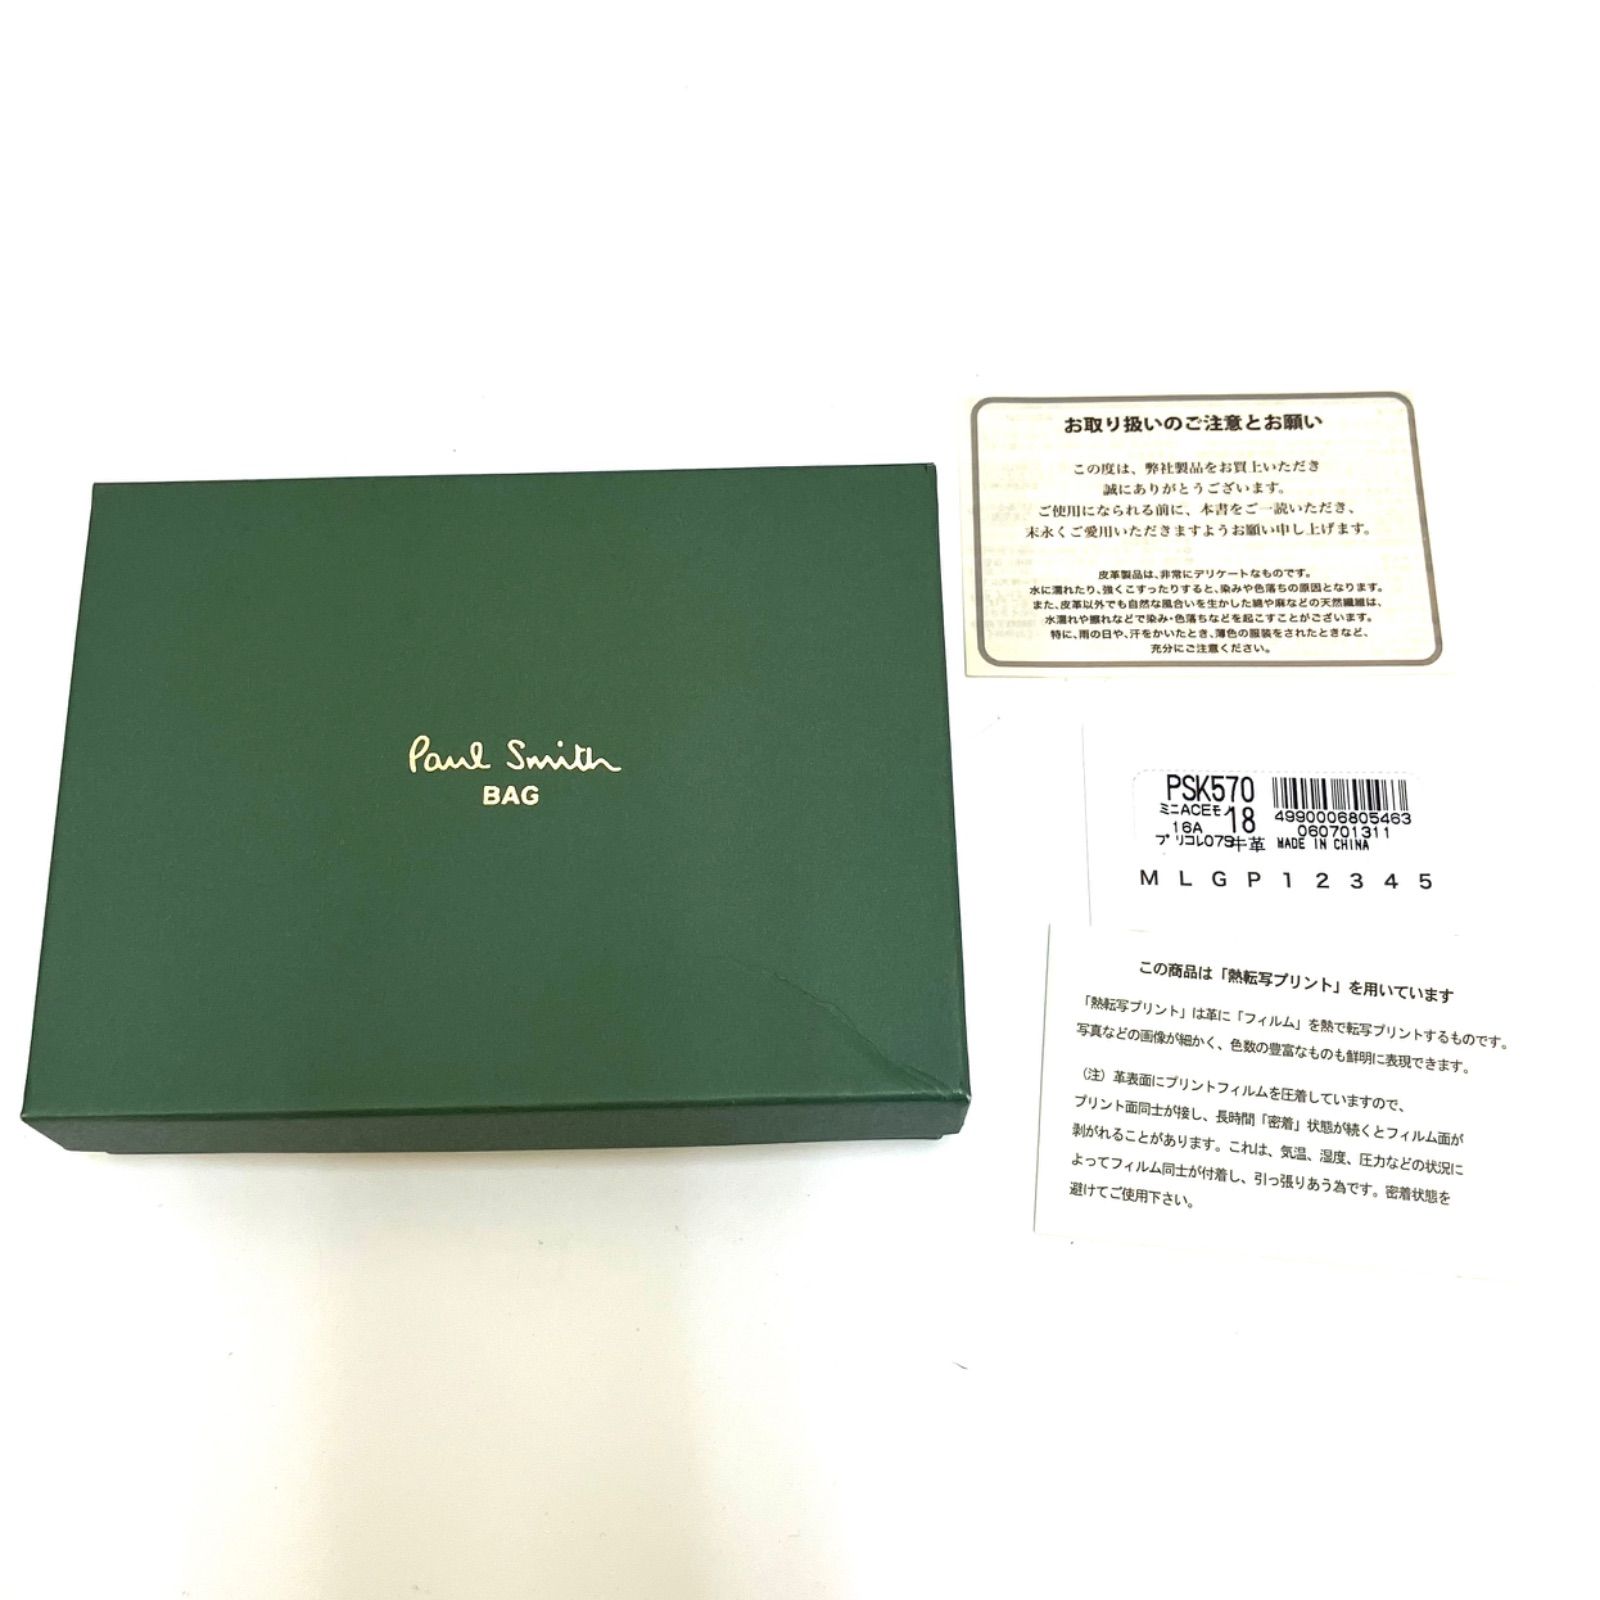 Paul Smith
BAG
お取り扱いのご注意とお願い
この度は、弊社製品をお買上いただき
誠にありがとうございます。
ご使用になられる前に、本書をご一読いただき、
末永くご愛用いただきますようお願い申し上げます。
皮革製品は、非常にデリケートなものです。
水に濡れたり、強くこすったりすると、染みや色落ちの原因となります。
また、皮革以外でも自然な風合いを生かした綿や麻などの天然繊維は、
水濡れや擦れなどで染み・色落ちなどを起こすことがございます。
特に、雨の日や、汗をかいたとき、薄色の服装をされたときなど、
充分にご注意ください。
PSK570
ミニACEモノ
16A 18
プリコレ079牛革
4990006805463
060701311
MADE IN CHINA
M L G P 1 2 3 4 5
この商品は「熱転写プリント」を用いています
「熱転写プリント」は革に「フィルム」を熱で転写プリントするものです。
写真などの画像が細かく、色数の豊富なものも鮮明に表現できます。
（注）革表面にプリントフィルムを圧着していますので、
プリント面同士が接し、長時間「密着」状態が続くとフィルム面が
剥がれることがあります。これは、気温、湿度、圧力などの状況に
よってフィルム同士が付着し、引っ張りあう為です。密着状態を
避けてご使用下さい。